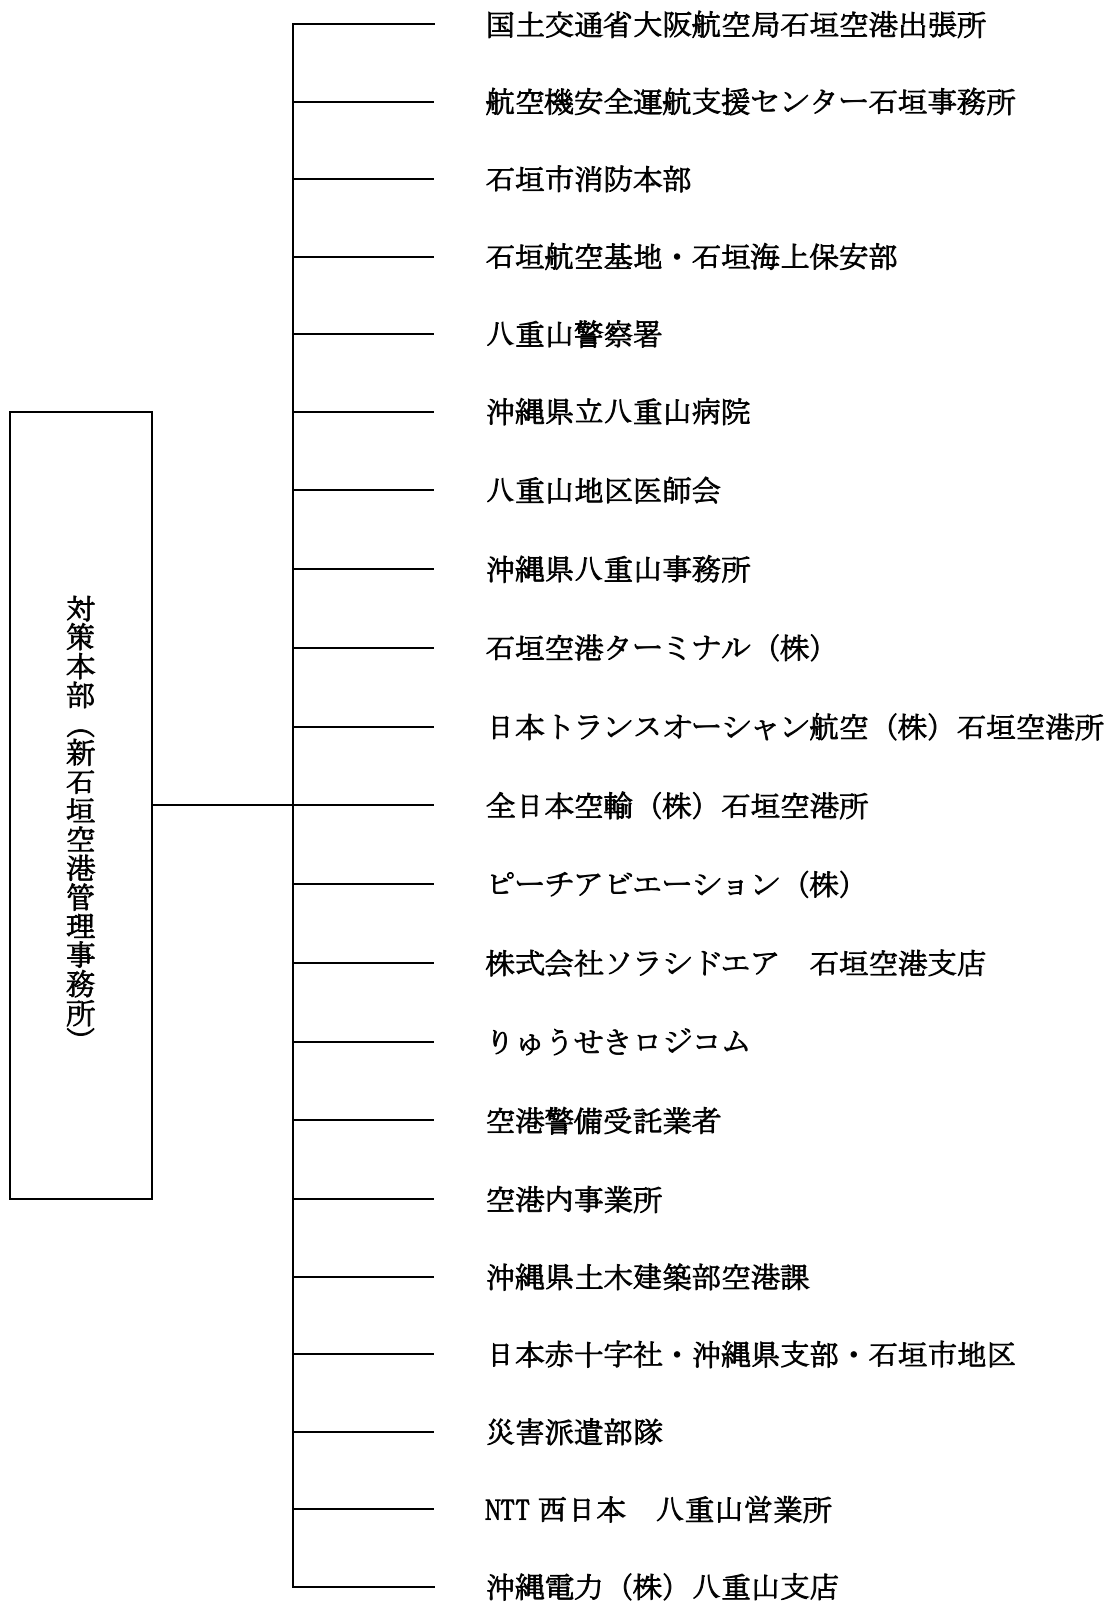 対策本部（新石垣空港管理事務所）
国土交通省大阪航空局石垣空港出張所
航空機安全運航支援センター石垣事務所
石垣市消防本部
石垣航空基地・石垣海上保安部
八重山警察署
沖縄県立八重山病院
八重山地区医師会
沖縄県八重山事務所
石垣空港ターミナル（株）
日本トランスオーシャン航空（株）石垣空港所
全日本空輸（株）石垣空港所
ピーチアビエーション（株）
株式会社ソラシドエア　石垣空港支店
りゅうせきロジコム
空港警備受託業者
空港内事業所
沖縄県土木建築部空港課
日本赤十字社・沖縄県支部・石垣市地区
災害派遣部隊
NTT 西日本　八重山営業所
沖縄電力（株）八重山支店